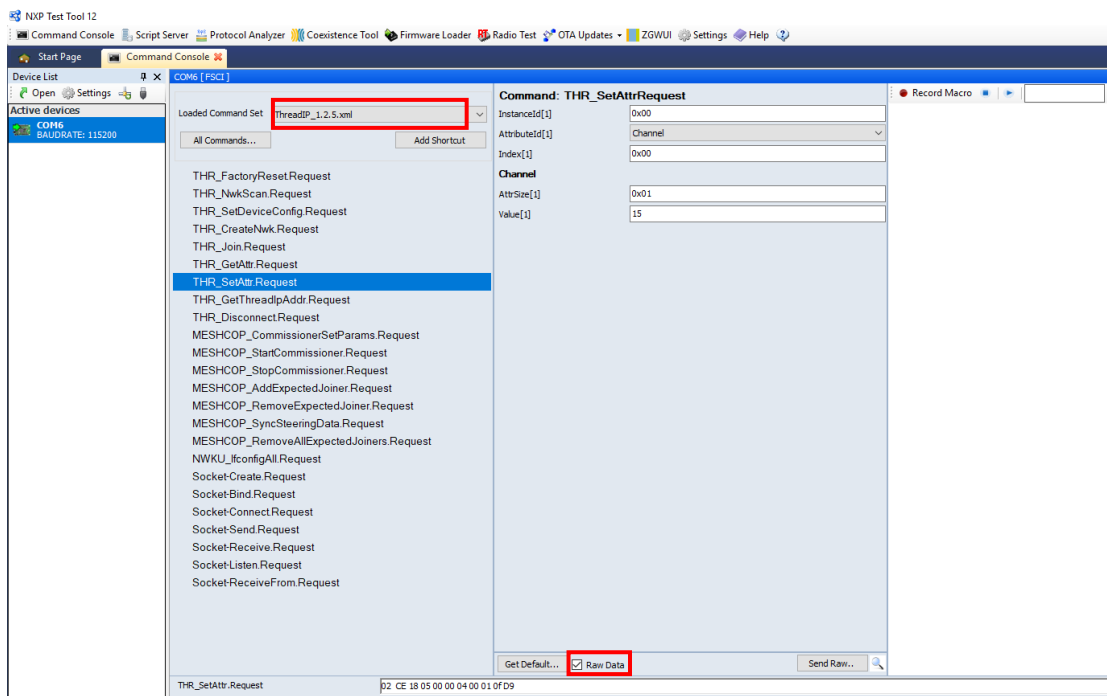 NXP Test Tool 12
Command Console Script Server Protocol Analyzer Coexistence Tool Firmware Loader Radio Test OTA Updates ZGWUI Settings Help
Start Page Command Console
Device List
Open Settings
Active devices
COM6
BAUDRATE: 115200
COM6 [FSCI]
Loaded Command Set ThreadIP_1.2.5.xml
All Commands... Add Shortcut
THR_FactoryReset.Request
THR_NwkScan.Request
THR_SetDeviceConfig.Request
THR_CreateNwk.Request
THR_Join.Request
THR_GetAttr.Request
THR_SetAttr.Request
THR_GetThreadIpAddr.Request
THR_Disconnect.Request
MESHCOP_CommissionerSetParams.Request
MESHCOP_StartCommissioner.Request
MESHCOP_StopCommissioner.Request
MESHCOP_AddExpectedJoiner.Request
MESHCOP_RemoveExpectedJoiner.Request
MESHCOP_SyncSteeringData.Request
MESHCOP_RemoveAllExpectedJoiners.Request
NWKU_IfconfigAll.Request
Socket-Create.Request
Socket-Bind.Request
Socket-Connect.Request
Socket-Send.Request
Socket-Receive.Request
Socket-Listen.Request
Socket-ReceiveFrom.Request
Command: THR_SetAttrRequest
InstanceId[1] 0x00
AttributeId[1] Channel
Index[1] 0x00
Channel
AttrSize[1] 0x01
Value[1] 15
Get Default... Raw Data Send Raw..
Record Macro
THR_SetAttr.Request 02 CE 18 05 00 00 04 00 01 0f D9